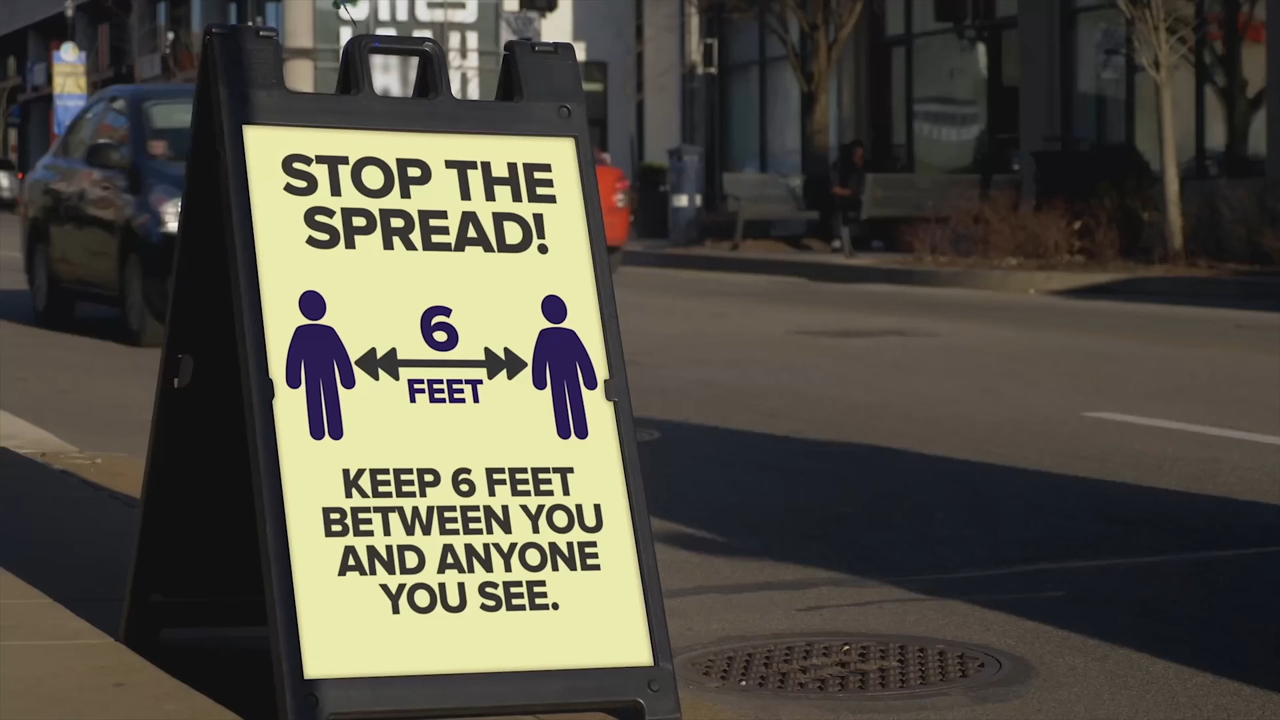 STOP THE
SPREAD!
6
FEET
KEEP 6 FEET
BETWEEN YOU
AND ANYONE
YOU SEE.